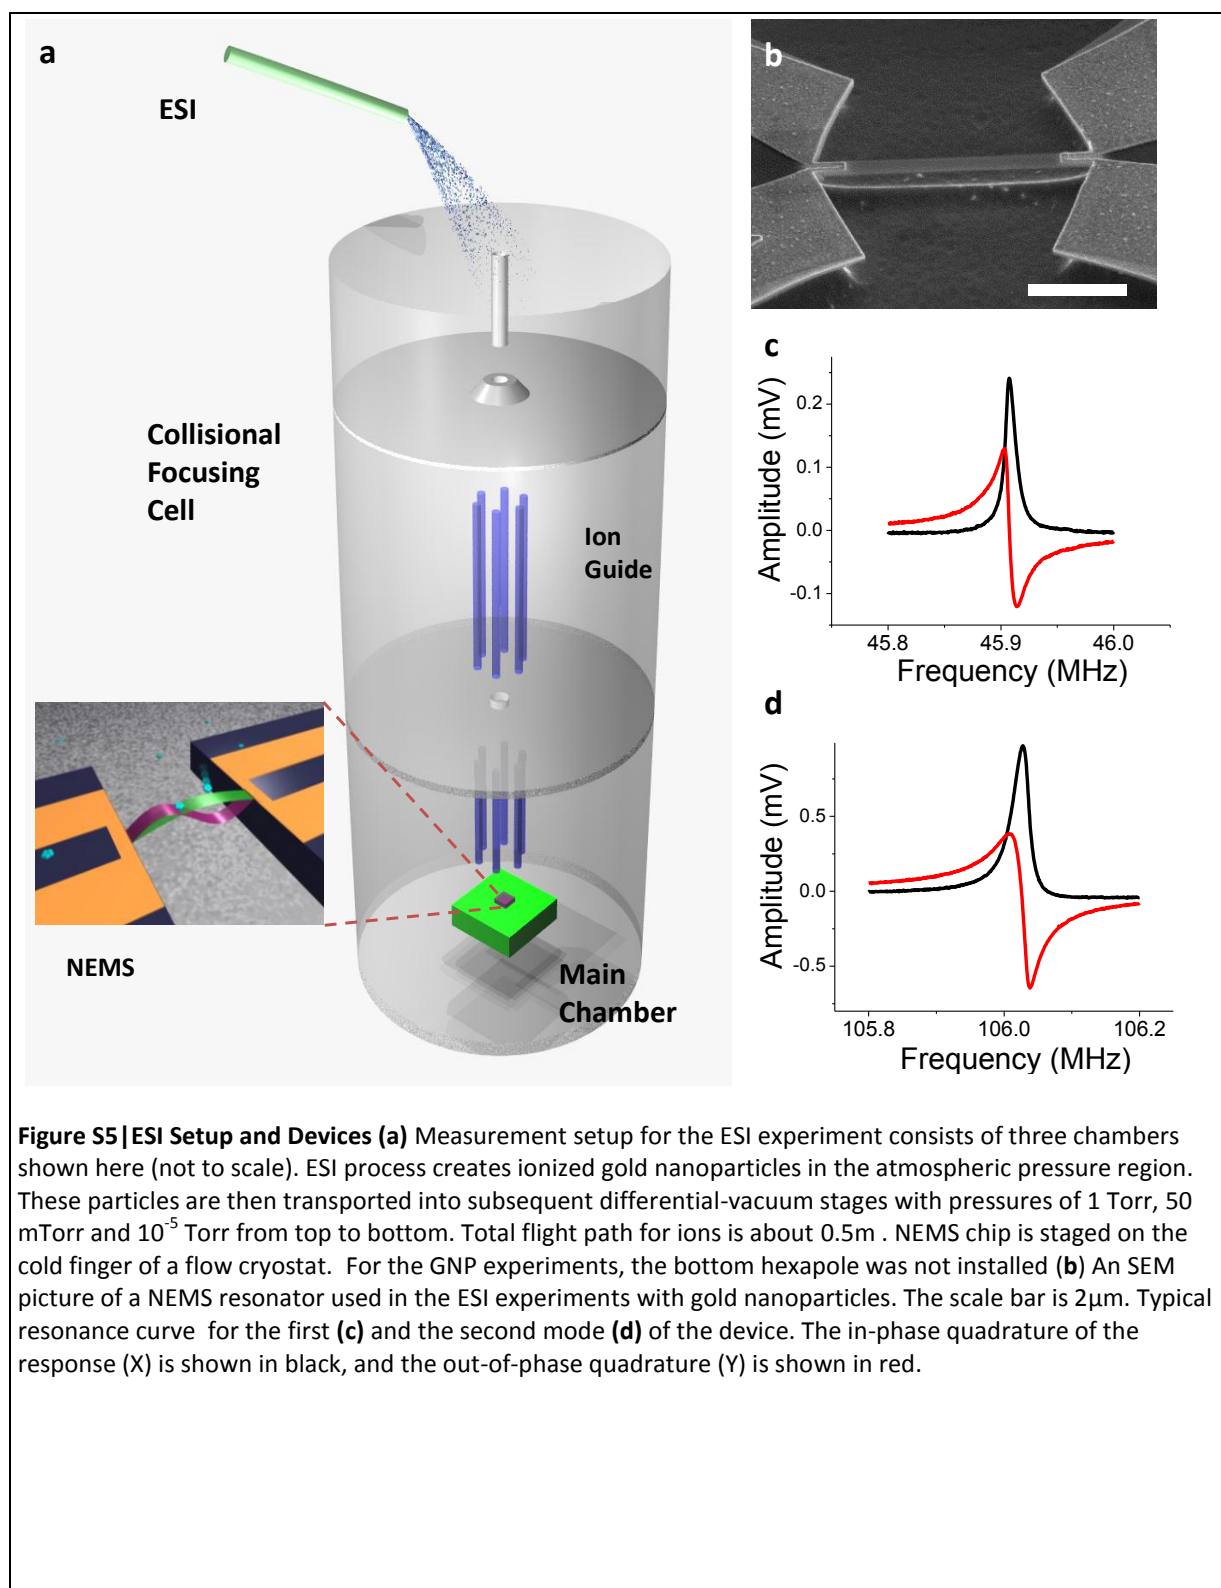 a
ESI
Collisional
Focusing
Cell
Ion
Guide
NEMS
Main
Chamber
b
c
Amplitude (mV)
0.2
0.1
0.0
-0.1
45.8
45.9
46.0
Frequency (MHz)
d
Amplitude (mV)
0.5
0.0
-0.5
105.8
106.0
106.2
Frequency (MHz)
Figure S5|ESI Setup and Devices (a) Measurement setup for the ESI experiment consists of three chambers
shown here (not to scale). ESI process creates ionized gold nanoparticles in the atmospheric pressure region.
These particles are then transported into subsequent differential-vacuum stages with pressures of 1 Torr, 50
mTorr and 10⁻⁵ Torr from top to bottom. Total flight path for ions is about 0.5m . NEMS chip is staged on the
cold finger of a flow cryostat.  For the GNP experiments, the bottom hexapole was not installed (b) An SEM
picture of a NEMS resonator used in the ESI experiments with gold nanoparticles. The scale bar is 2μm. Typical
resonance curve  for the first (c) and the second mode (d) of the device. The in-phase quadrature of the
response (X) is shown in black, and the out-of-phase quadrature (Y) is shown in red.